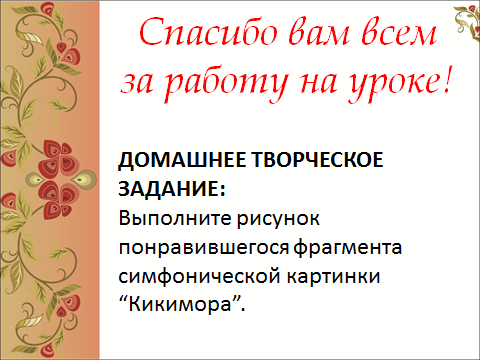 Спасибо вам всем
за работу на уроке!
ДОМАШНЕЕ ТВОРЧЕСКОЕ
ЗАДАНИЕ:
Выполните рисунок
понравившегося фрагмента
симфонической картинки
“Кикимора”.